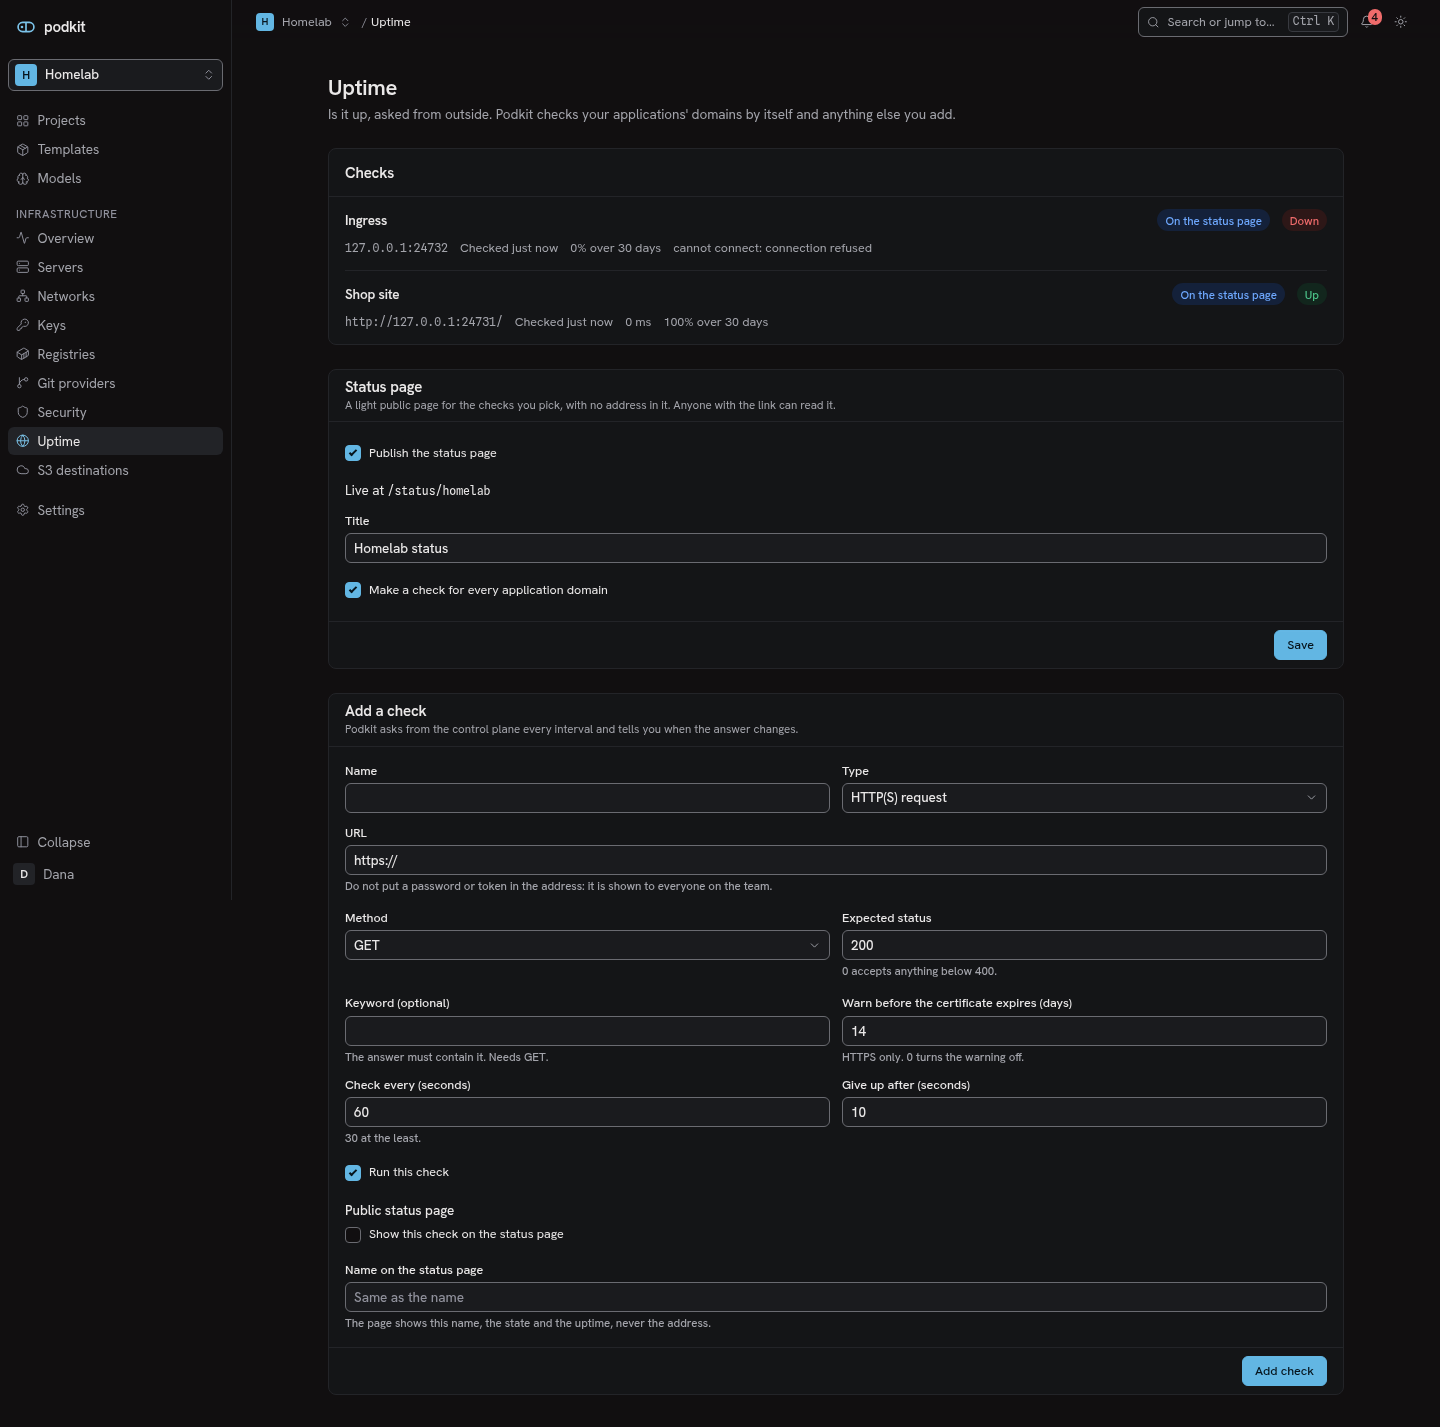 podkit
H Homelab
Projects
Templates
Models
INFRASTRUCTURE
Overview
Servers
Networks
Keys
Registries
Git providers
Security
Uptime
S3 destinations
Settings
Collapse
D Dana
H Homelab / Uptime
Search or jump to... Ctrl K
4
Uptime
Is it up, asked from outside. Podkit checks your applications' domains by itself and anything else you add.
Checks
Ingress On the status page Down
127.0.0.1:24732 Checked just now 0% over 30 days cannot connect: connection refused
Shop site On the status page Up
http://127.0.0.1:24731/ Checked just now 0 ms 100% over 30 days
Status page
A light public page for the checks you pick, with no address in it. Anyone with the link can read it.
Publish the status page
Live at /status/homelab
Title
Homelab status
Make a check for every application domain
Save
Add a check
Podkit asks from the control plane every interval and tells you when the answer changes.
Name Type
HTTP(S) request
URL
https://
Do not put a password or token in the address: it is shown to everyone on the team.
Method Expected status
GET 200
0 accepts anything below 400.
Keyword (optional) Warn before the certificate expires (days)
14
The answer must contain it. Needs GET. HTTPS only. 0 turns the warning off.
Check every (seconds) Give up after (seconds)
60 10
30 at the least.
Run this check
Public status page
Show this check on the status page
Name on the status page
Same as the name
The page shows this name, the state and the uptime, never the address.
Add check